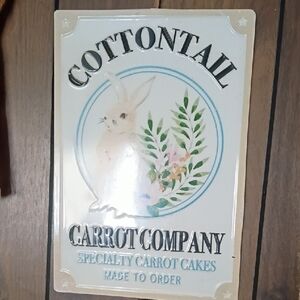 COTTONTAIL
CARROT COMPANY
SPECIALTY CARROT CAKES
MADE TO ORDER